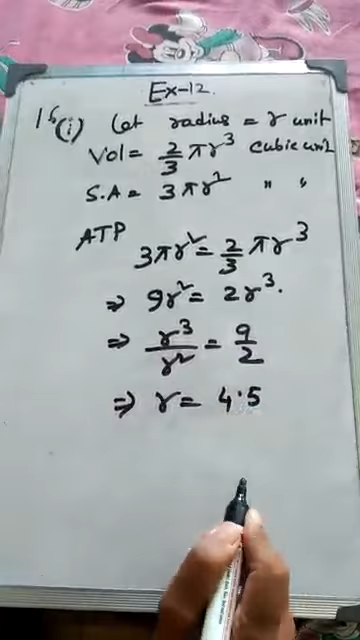 Ex-12.
15(i) Let radius = r unit
Vol = 2/3 πr³ cubic unit
S.A = 3πr² " "
ATP
3πr² = 2/3 πr³
⇒ 9r² = 2r³.
⇒ r³/r² = 9/2
⇒ r = 4.5